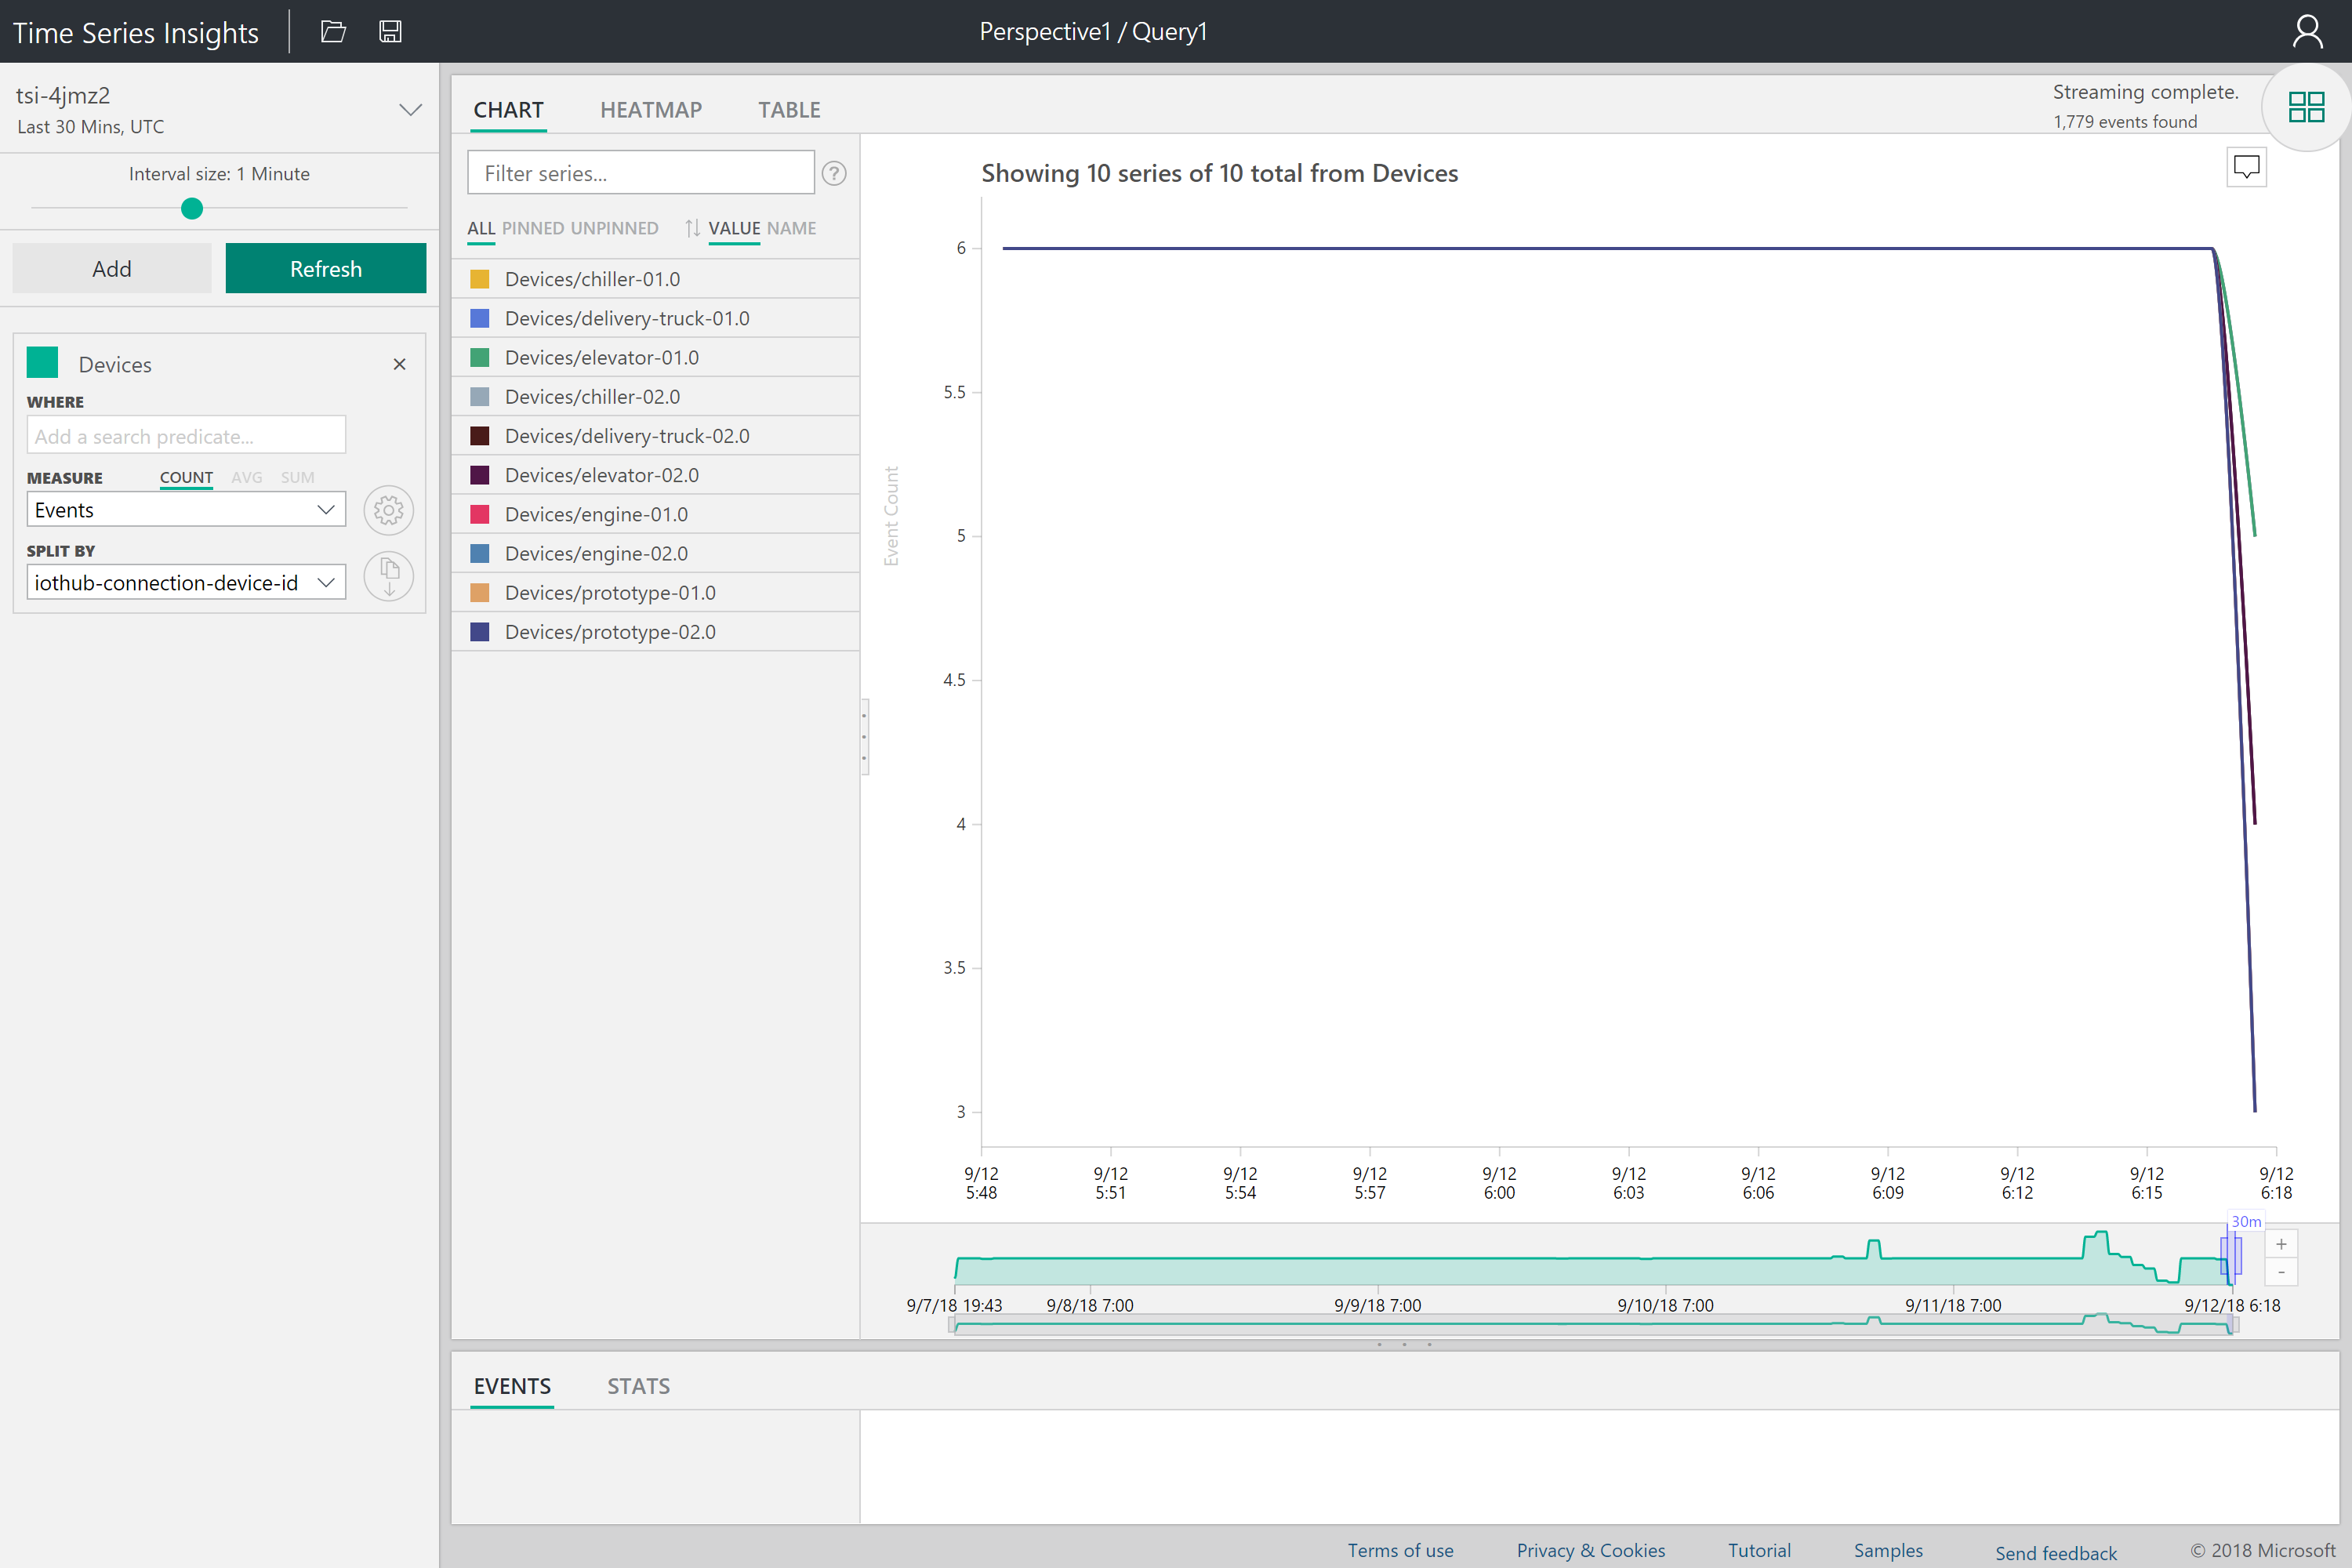 Time Series Insights
Perspective1 / Query1
tsi-4jmz2
Last 30 Mins, UTC
Interval size: 1 Minute
Add
Refresh
Devices
WHERE
Add a search predicate...
MEASURE COUNT AVG SUM
Events
SPLIT BY
iothub-connection-device-id
CHART HEATMAP TABLE
Streaming complete.
1,779 events found
Filter series...
?
ALL PINNED UNPINNED VALUE NAME
Devices/chiller-01.0
Devices/delivery-truck-01.0
Devices/elevator-01.0
Devices/chiller-02.0
Devices/delivery-truck-02.0
Devices/elevator-02.0
Devices/engine-01.0
Devices/engine-02.0
Devices/prototype-01.0
Devices/prototype-02.0
Showing 10 series of 10 total from Devices
Event Count
6
5.5
5
4.5
4
3.5
3
9/12 9/12 9/12 9/12 9/12 9/12 9/12 9/12 9/12 9/12 9/12
5:48 5:51 5:54 5:57 6:00 6:03 6:06 6:09 6:12 6:15 6:18
30m
+
-
9/7/18 19:43 9/8/18 7:00 9/9/18 7:00 9/10/18 7:00 9/11/18 7:00 9/12/18 6:18
EVENTS STATS
Terms of use Privacy & Cookies Tutorial Samples Send feedback © 2018 Microsoft